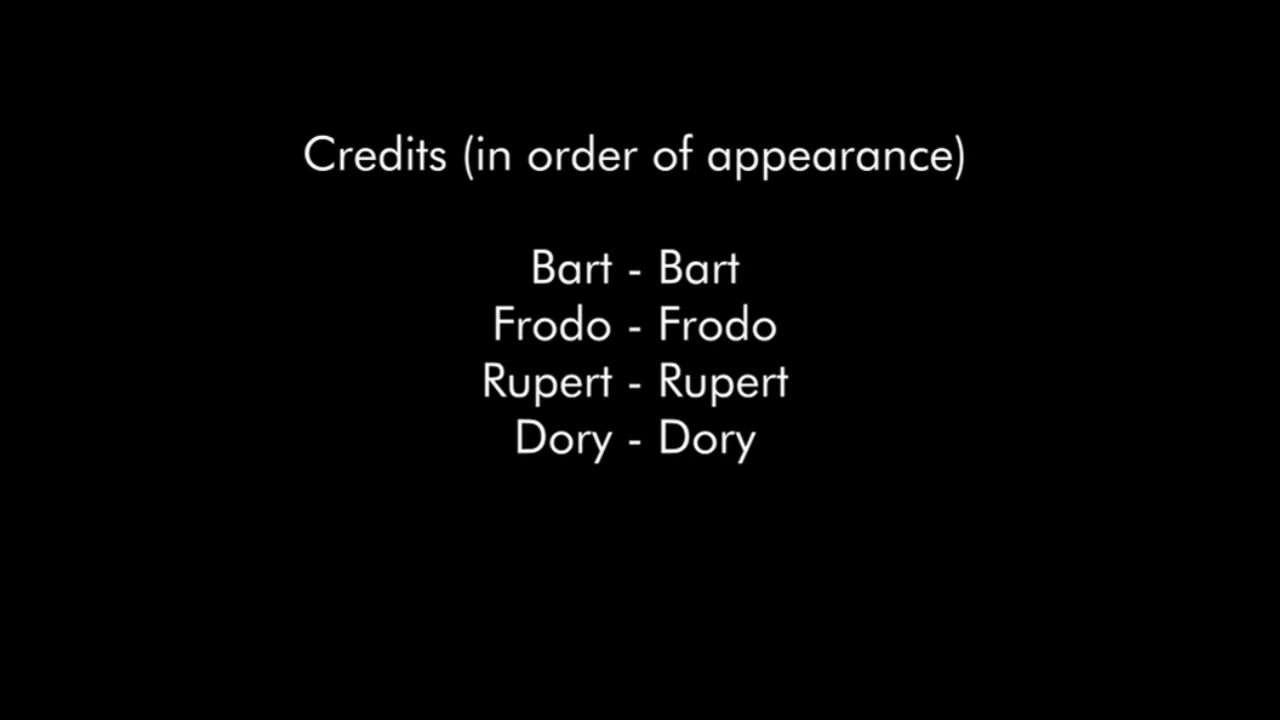 Credits (in order of appearance)
Bart - Bart
Frodo - Frodo
Rupert - Rupert
Dory - Dory